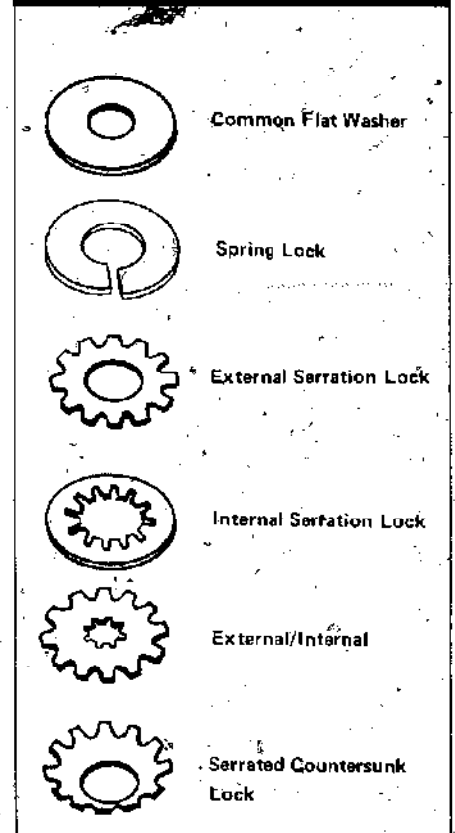 Common Flat Washer
Spring Lock
External Serration Lock
Internal Serration Lock
External/Internal
Serrated Countersunk
Lock